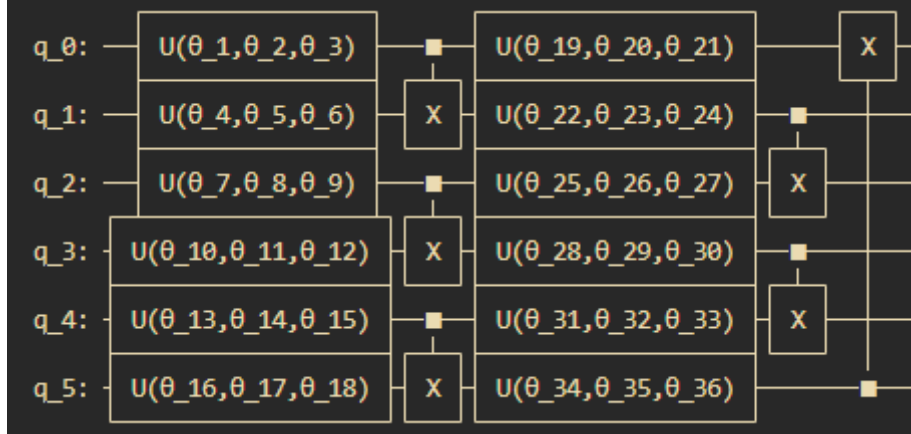 q_0: U(θ_1,θ_2,θ_3) U(θ_19,θ_20,θ_21) X
q_1: U(θ_4,θ_5,θ_6) X U(θ_22,θ_23,θ_24)
q_2: U(θ_7,θ_8,θ_9) U(θ_25,θ_26,θ_27) X
q_3: U(θ_10,θ_11,θ_12) X U(θ_28,θ_29,θ_30)
q_4: U(θ_13,θ_14,θ_15) U(θ_31,θ_32,θ_33) X
q_5: U(θ_16,θ_17,θ_18) X U(θ_34,θ_35,θ_36)